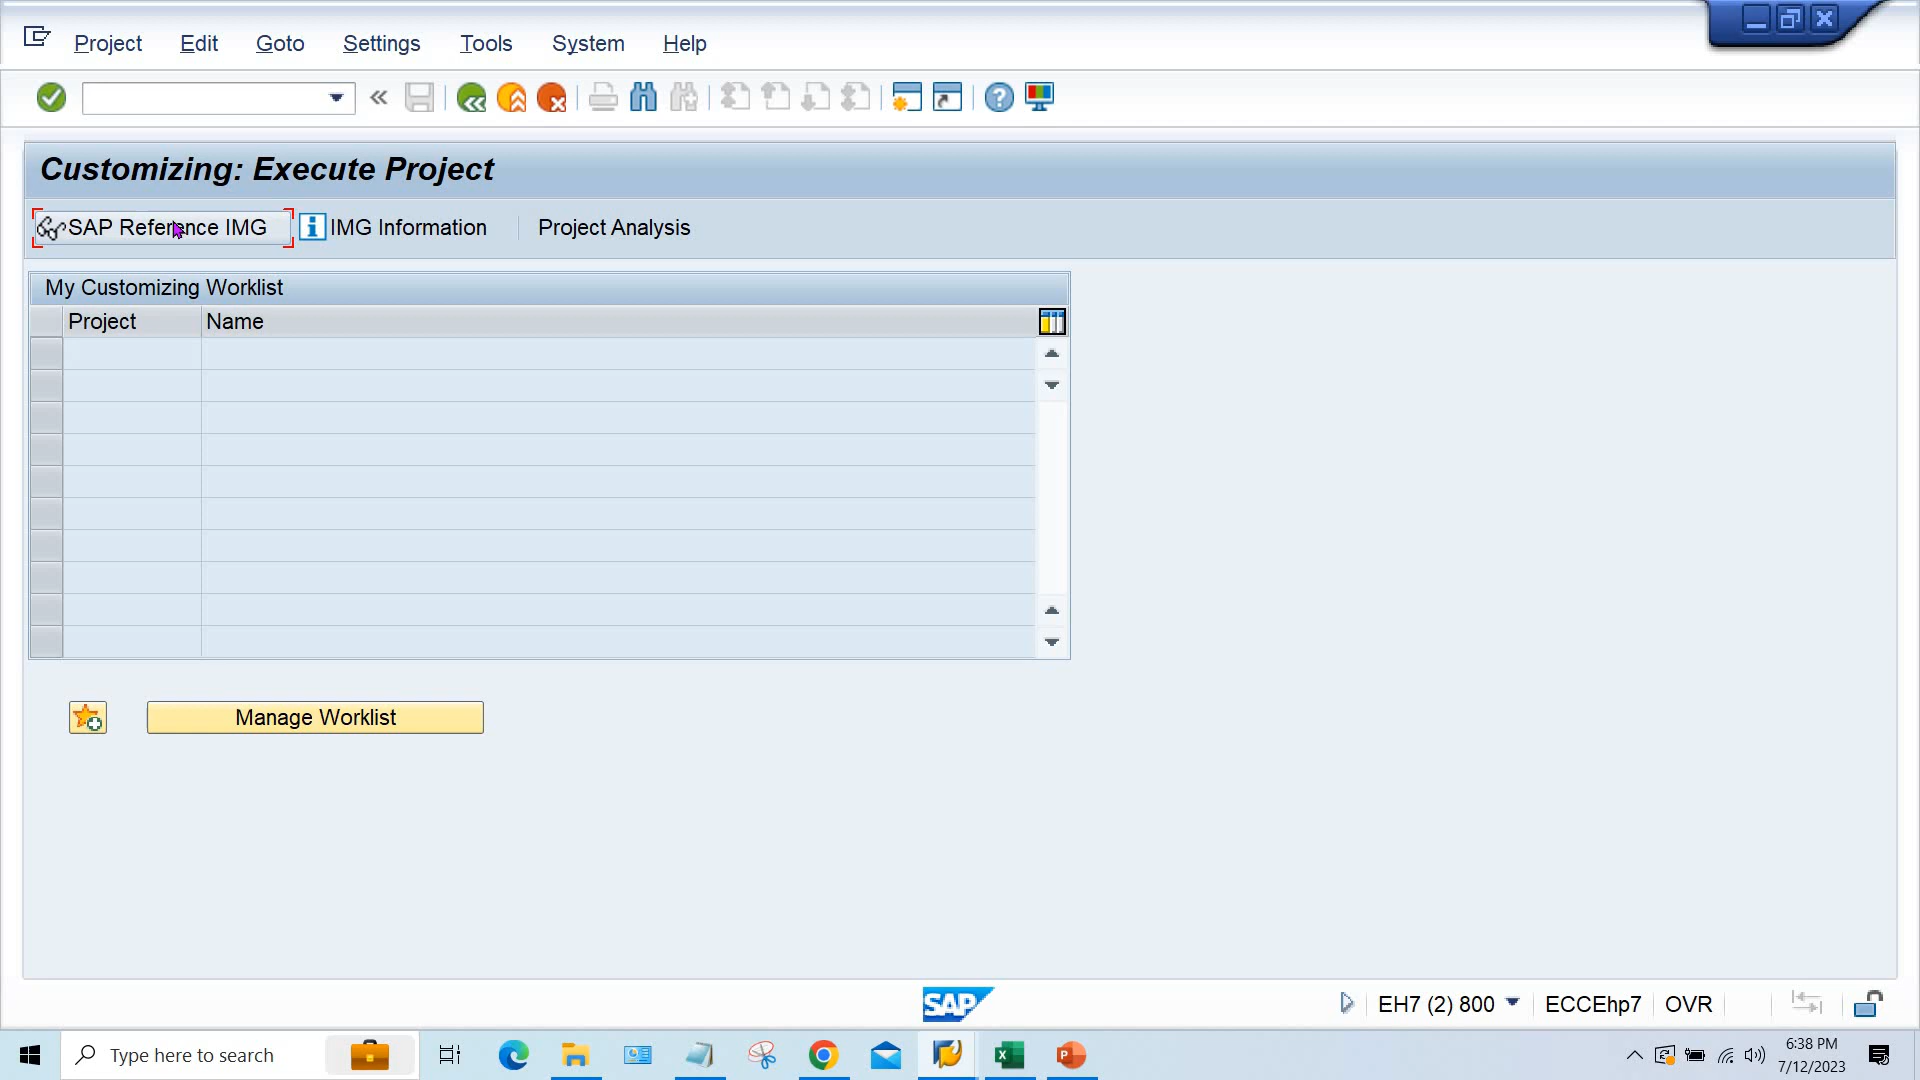 Project Edit Goto Settings Tools System Help
Customizing: Execute Project
SAP Reference IMG IMG Information Project Analysis
My Customizing Worklist
Project Name
Manage Worklist
SAP EH7 (2) 800 ECCEhp7 OVR
Type here to search
6:38 PM
7/12/2023